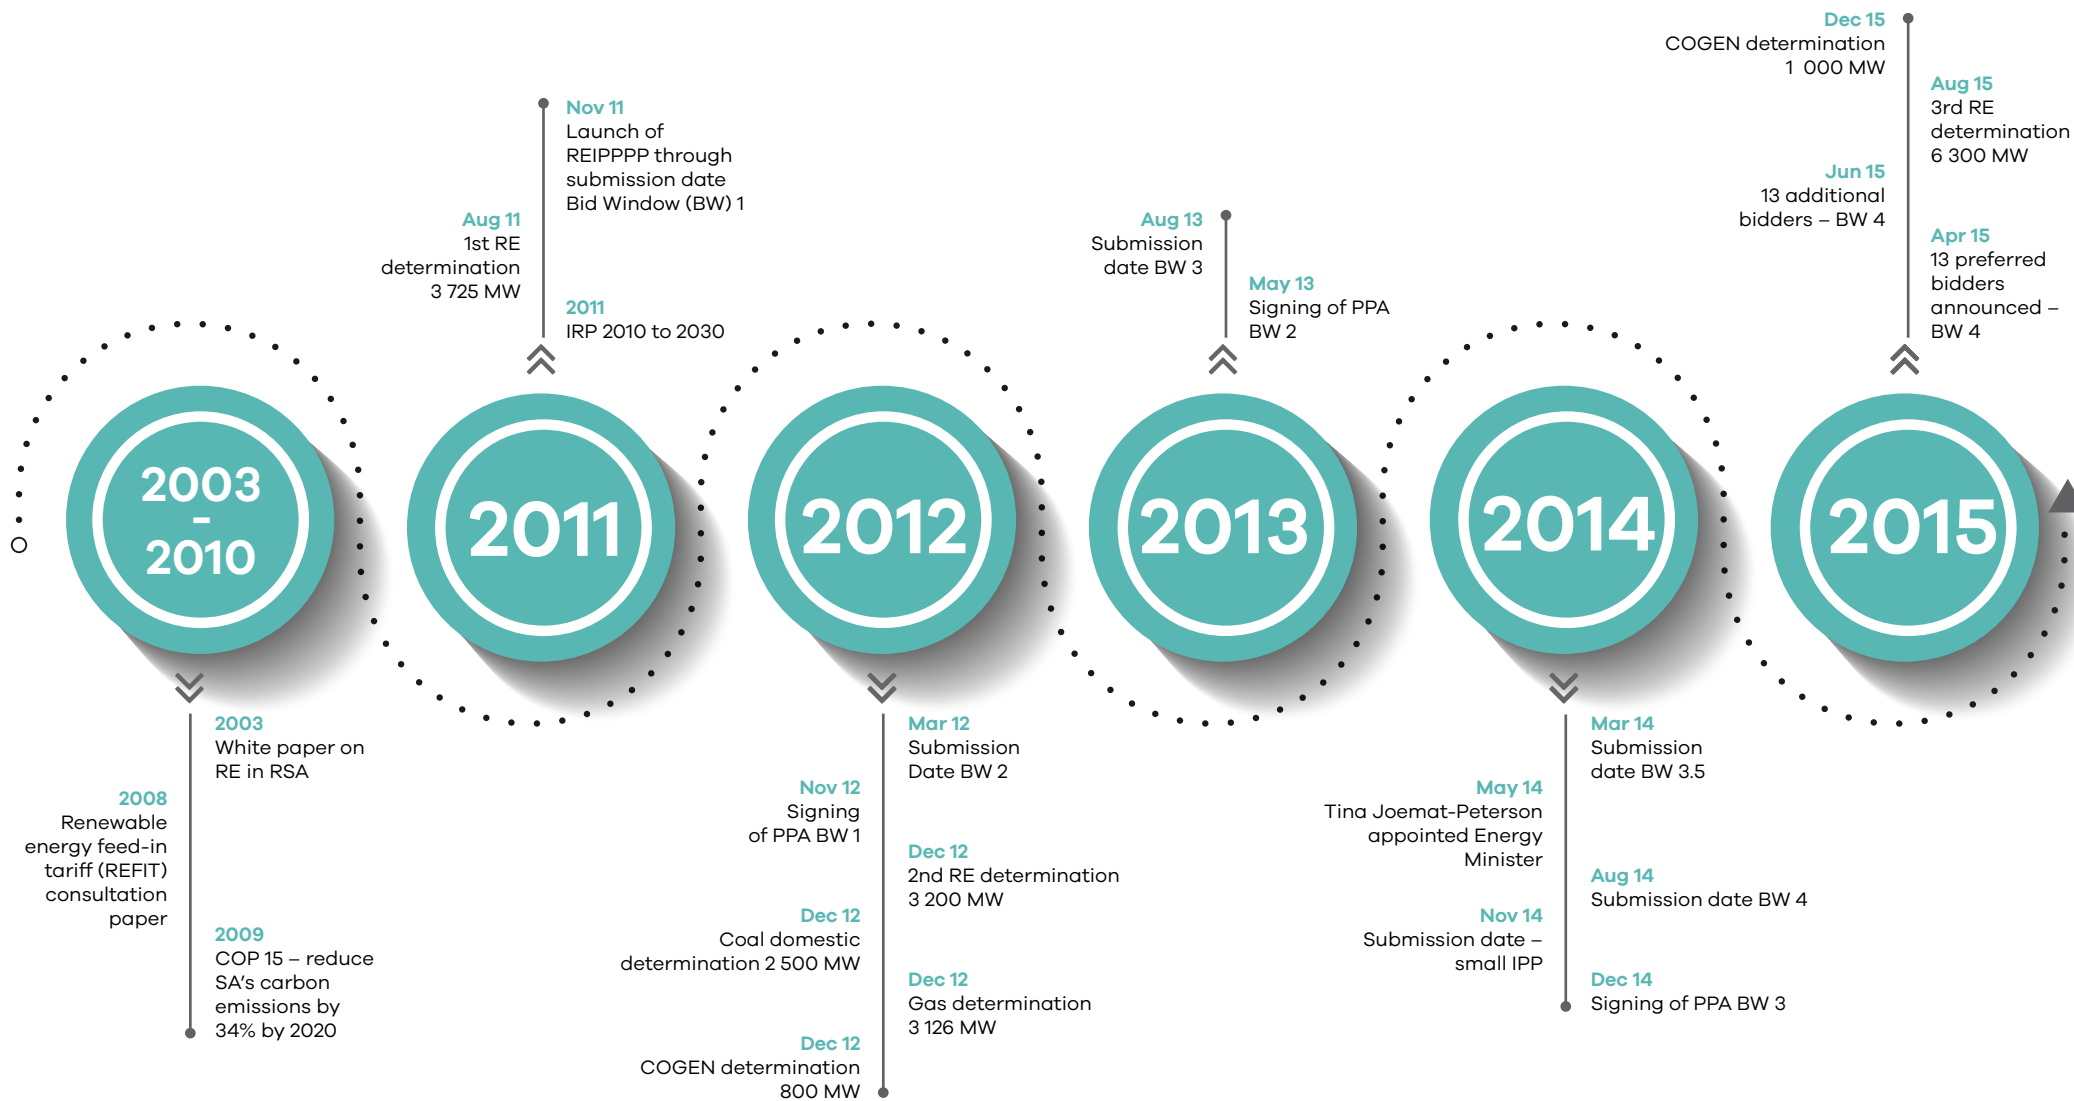 2003
-
2010
2003
White paper on
RE in RSA
2008
Renewable
energy feed-in
tariff (REFIT)
consultation
paper
2009
COP 15 – reduce
SA’s carbon
emissions by
34% by 2020
2011
2011
IRP 2010 to 2030
Aug 11
1st RE
determination
3 725 MW
Nov 11
Launch of
REIPPPP through
submission date
Bid Window (BW) 1
2012
Mar 12
Submission
Date BW 2
Nov 12
Signing
of PPA BW 1
Dec 12
2nd RE determination
3 200 MW
Dec 12
Coal domestic
determination 2 500 MW
Dec 12
Gas determination
3 126 MW
Dec 12
COGEN determination
800 MW
2013
May 13
Signing of PPA
BW 2
Aug 13
Submission
date BW 3
2014
Mar 14
Submission
date BW 3.5
May 14
Tina Joemat-Peterson
appointed Energy
Minister
Aug 14
Submission date BW 4
Nov 14
Submission date –
small IPP
Dec 14
Signing of PPA BW 3
2015
Apr 15
13 preferred
bidders
announced –
BW 4
Jun 15
13 additional
bidders – BW 4
Aug 15
3rd RE
determination
6 300 MW
Dec 15
COGEN determination
1 000 MW